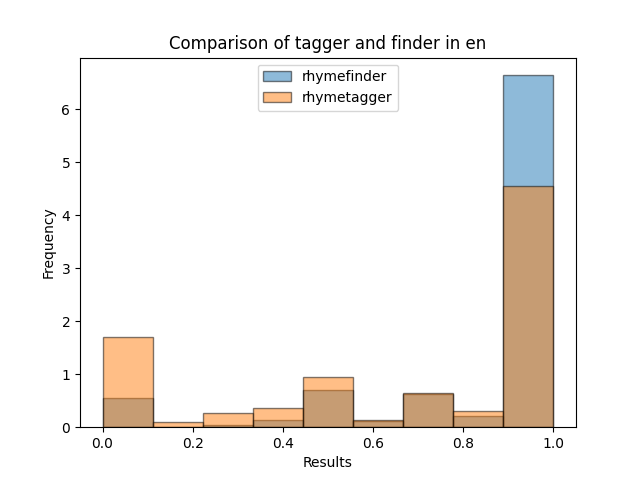 Comparison of tagger and finder in en
rhymefinder
rhymetagger
Frequency
6
5
4
3
2
1
0
0.0 0.2 0.4 0.6 0.8 1.0
Results